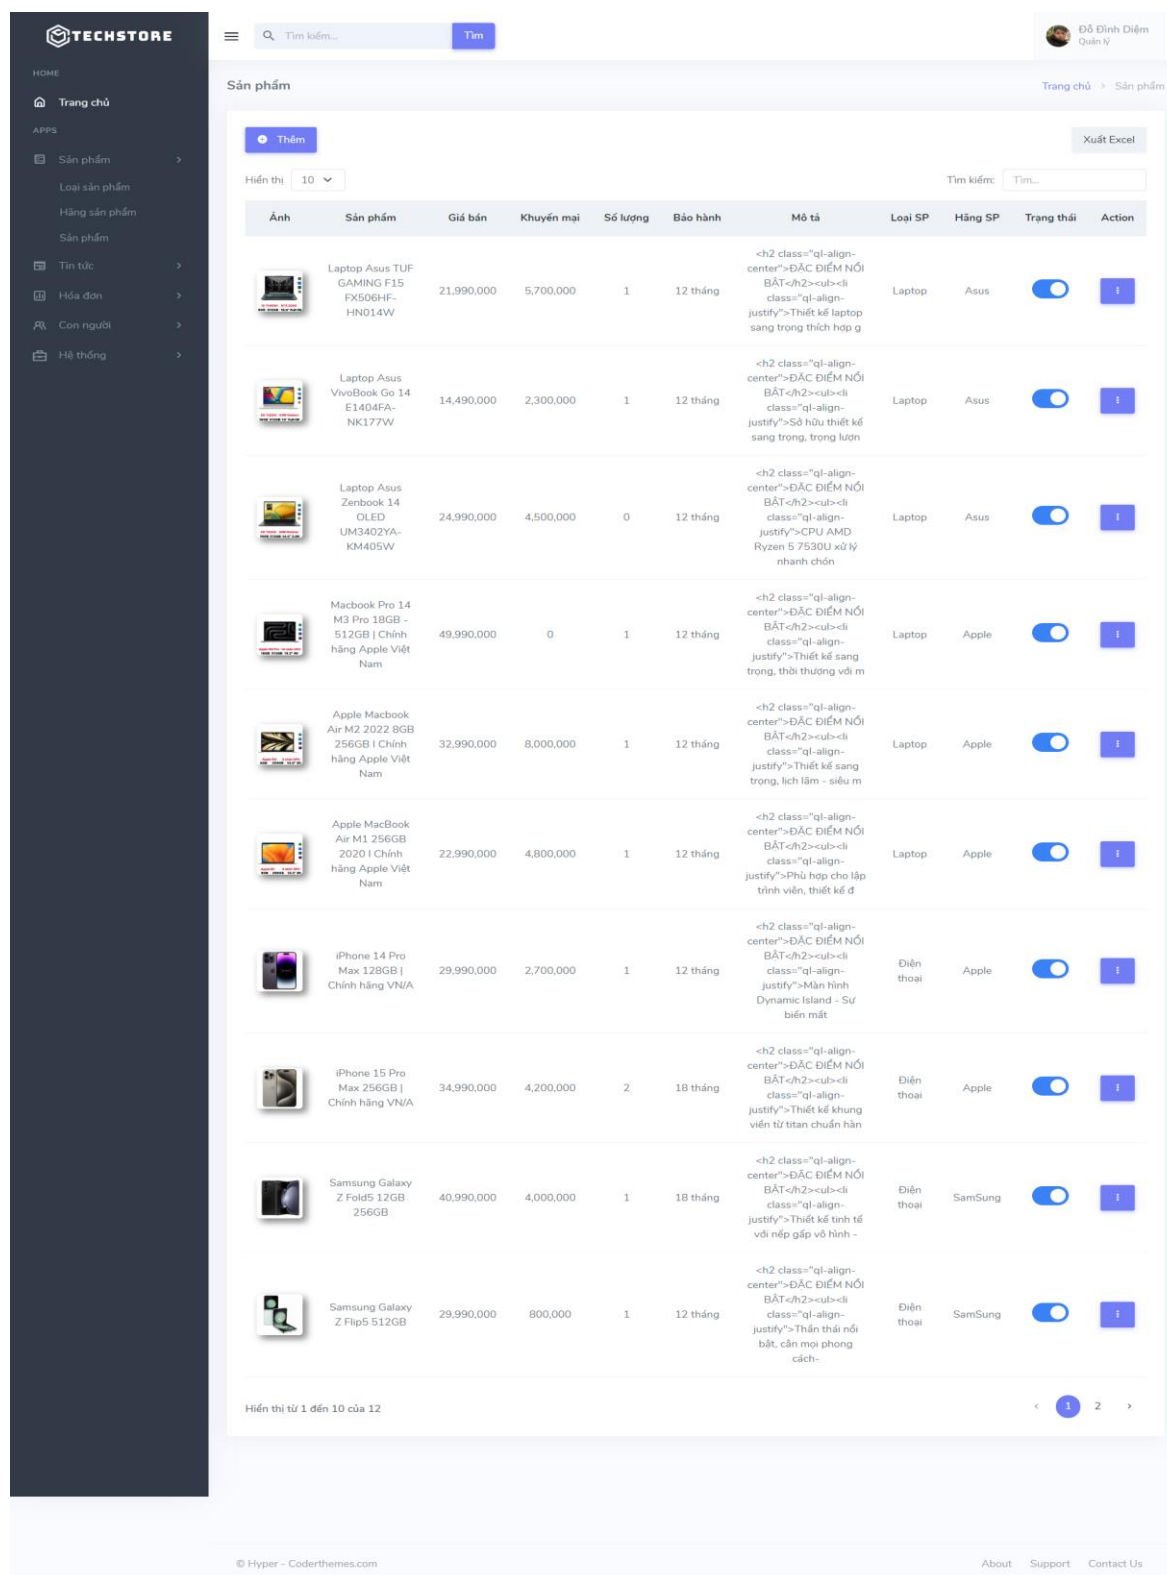 TECHSTORE
Tìm kiếm...
Tìm
Đỗ Đình Diệm
Quản lý
HOME
Trang chủ
APPS
Sản phẩm
Loại sản phẩm
Hãng sản phẩm
Sản phẩm
Tin tức
Hóa đơn
Con người
Hệ thống
Sản phẩm
Trang chủ > Sản phẩm
Thêm
Xuất Excel
Hiển thị 10
Tìm kiếm: Tìm...
Ảnh Sản phẩm Giá bán Khuyến mại Số lượng Bảo hành Mô tả Loại SP Hãng SP Trạng thái Action
Laptop Asus TUF
GAMING F15
FX506HF-
HN014W
21,990,000 5,700,000 1 12 tháng
<h2 class="ql-align-
center">ĐẶC ĐIỂM NỔI
BẬT</h2><ul><li
class="ql-align-
justify">Thiết kế laptop
sang trọng thích hợp g
Laptop Asus
Laptop Asus
VivoBook Go 14
E1404FA-
NK177W
14,490,000 2,300,000 1 12 tháng
<h2 class="ql-align-
center">ĐẶC ĐIỂM NỔI
BẬT</h2><ul><li
class="ql-align-
justify">Sở hữu thiết kế
sang trọng, trọng lượn
Laptop Asus
Laptop Asus
Zenbook 14
OLED
UM3402YA-
KM405W
24,990,000 4,500,000 0 12 tháng
<h2 class="ql-align-
center">ĐẶC ĐIỂM NỔI
BẬT</h2><ul><li
class="ql-align-
justify">CPU AMD
Ryzen 5 7530U xử lý
nhanh chón
Laptop Asus
Macbook Pro 14
M3 Pro 18GB -
512GB | Chính
hãng Apple Việt
Nam
49,990,000 0 1 12 tháng
<h2 class="ql-align-
center">ĐẶC ĐIỂM NỔI
BẬT</h2><ul><li
class="ql-align-
justify">Thiết kế sang
trọng, thời thượng với m
Laptop Apple
Apple Macbook
Air M2 2022 8GB
256GB I Chính
hãng Apple Việt
Nam
32,990,000 8,000,000 1 12 tháng
<h2 class="ql-align-
center">ĐẶC ĐIỂM NỔI
BẬT</h2><ul><li
class="ql-align-
justify">Thiết kế sang
trọng, lịch lãm - siêu m
Laptop Apple
Apple MacBook
Air M1 256GB
2020 I Chính
hãng Apple Việt
Nam
22,990,000 4,800,000 1 12 tháng
<h2 class="ql-align-
center">ĐẶC ĐIỂM NỔI
BẬT</h2><ul><li
class="ql-align-
justify">Phù hợp cho lập
trình viên, thiết kế đ
Laptop Apple
iPhone 14 Pro
Max 128GB |
Chính hãng VN/A
29,990,000 2,700,000 1 12 tháng
<h2 class="ql-align-
center">ĐẶC ĐIỂM NỔI
BẬT</h2><ul><li
class="ql-align-
justify">Màn hình
Dynamic Island - Sự
biến mất
Điện
thoại
Apple
iPhone 15 Pro
Max 256GB |
Chính hãng VN/A
34,990,000 4,200,000 2 18 tháng
<h2 class="ql-align-
center">ĐẶC ĐIỂM NỔI
BẬT</h2><ul><li
class="ql-align-
justify">Thiết kế khung
viền từ titan chuẩn hàn
Điện
thoại
Apple
Samsung Galaxy
Z Fold5 12GB
256GB
40,990,000 4,000,000 1 18 tháng
<h2 class="ql-align-
center">ĐẶC ĐIỂM NỔI
BẬT</h2><ul><li
class="ql-align-
justify">Thiết kế tinh tế
với nếp gấp vô hình -
Điện
thoại
SamSung
Samsung Galaxy
Z Flip5 512GB
29,990,000 800,000 1 12 tháng
<h2 class="ql-align-
center">ĐẶC ĐIỂM NỔI
BẬT</h2><ul><li
class="ql-align-
justify">Thần thái nổi
bật, cân mọi phong
cách-
Điện
thoại
SamSung
Hiển thị từ 1 đến 10 của 12
‹ 1 2 ›
© Hyper - Coderthemes.com
About Support Contact Us